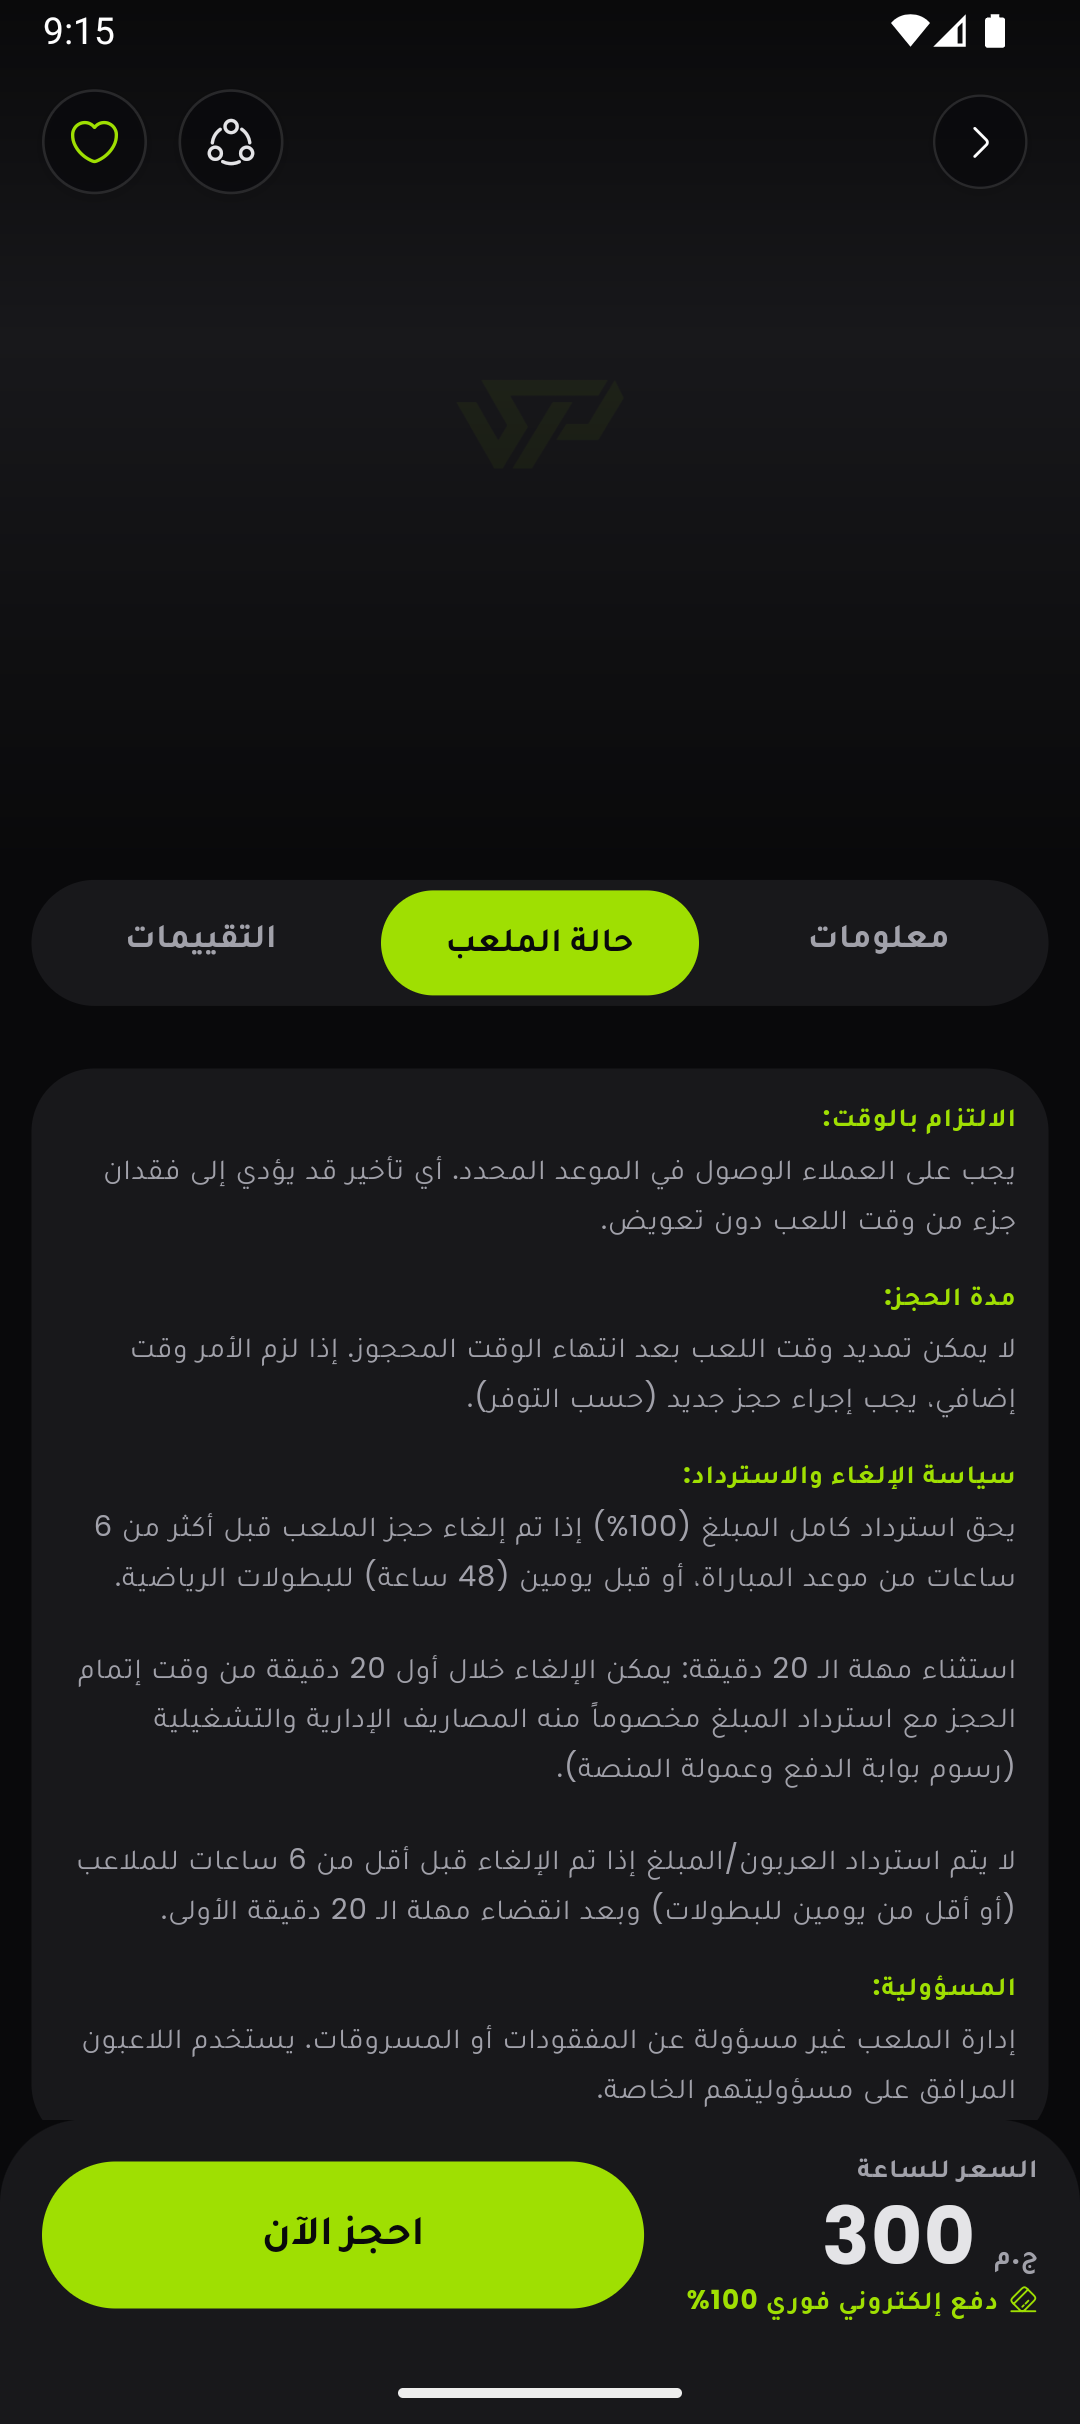 9:15
معلومات
حالة الملعب
التقييمات
الالتزام بالوقت:
يجب على العملاء الوصول في الموعد المحدد. أي تأخير قد يؤدي إلى فقدان
جزء من وقت اللعب دون تعويض.
مدة الحجز:
لا يمكن تمديد وقت اللعب بعد انتهاء الوقت المحجوز. إذا لزم الأمر وقت
إضافي، يجب إجراء حجز جديد (حسب التوفر).
سياسة الإلغاء والاسترداد:
يحق استرداد كامل المبلغ (100%) إذا تم إلغاء حجز الملعب قبل أكثر من 6
ساعات من موعد المباراة، أو قبل يومين (48 ساعة) للبطولات الرياضية.
استثناء مهلة الـ 20 دقيقة: يمكن الإلغاء خلال أول 20 دقيقة من وقت إتمام
الحجز مع استرداد المبلغ مخصوماً منه المصاريف الإدارية والتشغيلية
(رسوم بوابة الدفع وعمولة المنصة).
لا يتم استرداد العربون/المبلغ إذا تم الإلغاء قبل أقل من 6 ساعات للملاعب
(أو أقل من يومين للبطولات) وبعد انقضاء مهلة الـ 20 دقيقة الأولى.
المسؤولية:
إدارة الملعب غير مسؤولة عن المفقودات أو المسروقات. يستخدم اللاعبون
المرافق على مسؤوليتهم الخاصة.
السعر للساعة
ج.م 300
دفع إلكتروني فوري 100%
احجز الآن